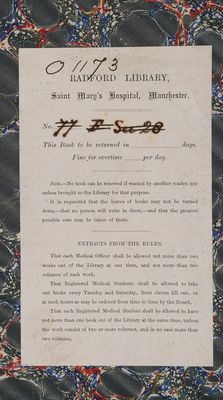 01173
RADFORD LIBRARY,
Saint Mary's Hospital, Manchester.
No. 77 D Sec 20
This Book to be returned in days.
Fine for overtime per day.
Note.—No book can be renewed if wanted by another reader, nor
unless brought to the Library for that purpose.
It is requested that the leaves of books may not be turned
down,—that no person will write in them,—and that the greatest
possible care may be taken of them.
EXTRACTS FROM THE RULES.
That each Medical Officer shall be allowed not more than two
works out of the Library at one time, and not more than two
volumes of each work.
That Registered Medical Students shall be allowed to take
out books every Tuesday and Saturday, from eleven till one, or
at such hours as may be ordered from time to time by the Board.
That each Registered Medical Student shall be allowed to have
not more than one book out of the Library at the same time, unless
the work consist of two or more volumes, and in no case more than
two volumes.